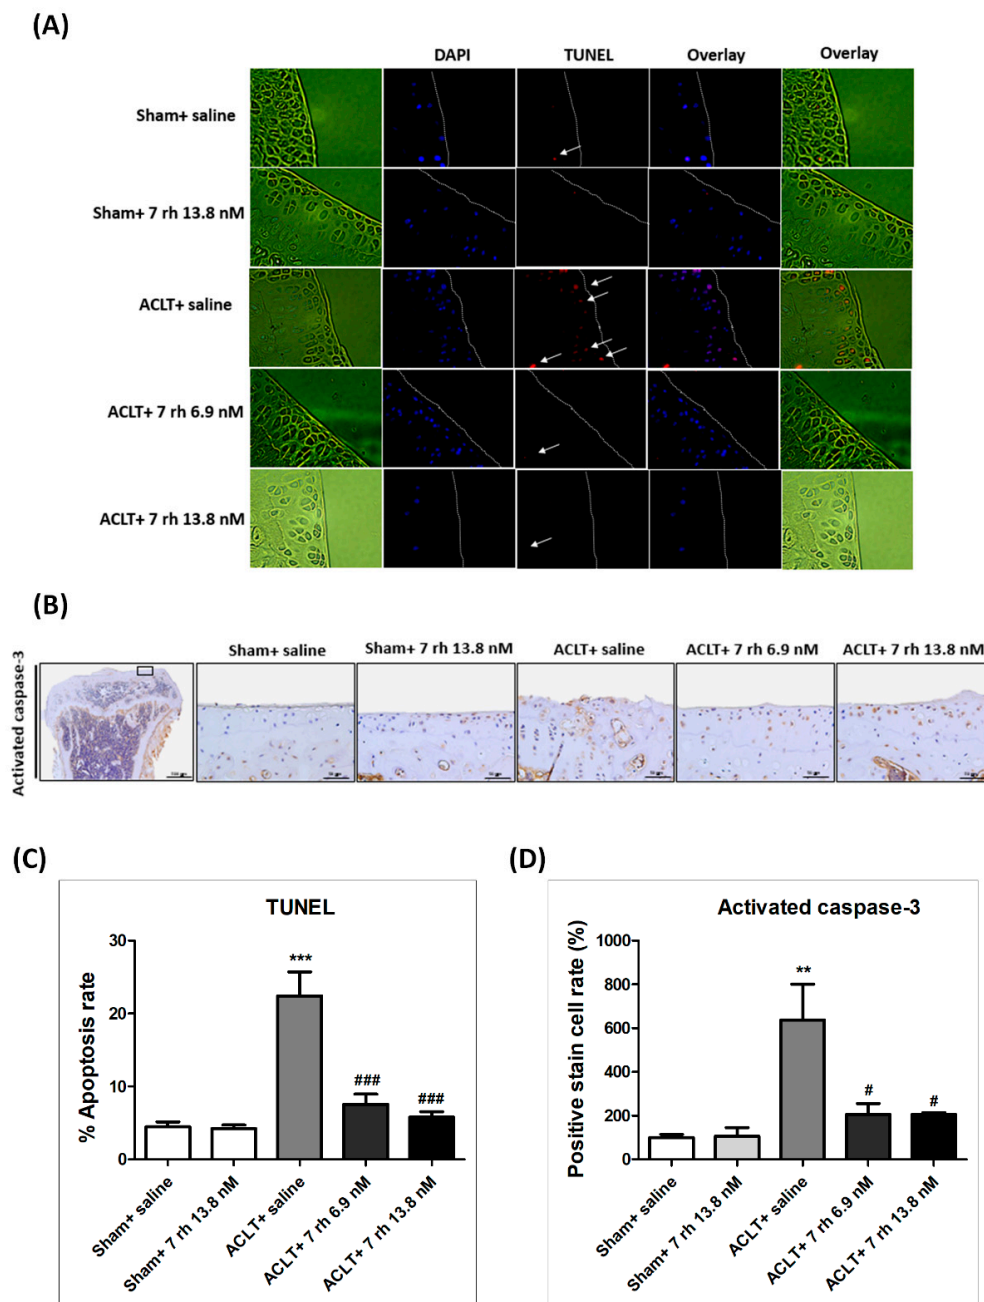 (A)
DAPI TUNEL Overlay Overlay
Sham+ saline
Sham+ 7 rh 13.8 nM
ACLT+ saline
ACLT+ 7 rh 6.9 nM
ACLT+ 7 rh 13.8 nM
(B)
Sham+ saline Sham+ 7 rh 13.8 nM ACLT+ saline ACLT+ 7 rh 6.9 nM ACLT+ 7 rh 13.8 nM
Activated caspase-3
(C)
TUNEL
% Apoptosis rate
30
20
10
0
***
###
###
Sham+ saline
Sham+ 7 rh 13.8 nM
ACLT+ saline
ACLT+ 7 rh 6.9 nM
ACLT+ 7 rh 13.8 nM
(D)
Activated caspase-3
Positive stain cell rate (%)
1000
800
600
400
200
0
**
#
#
Sham+ saline
Sham+ 7 rh 13.8 nM
ACLT+ saline
ACLT+ 7 rh 6.9 nM
ACLT+ 7 rh 13.8 nM